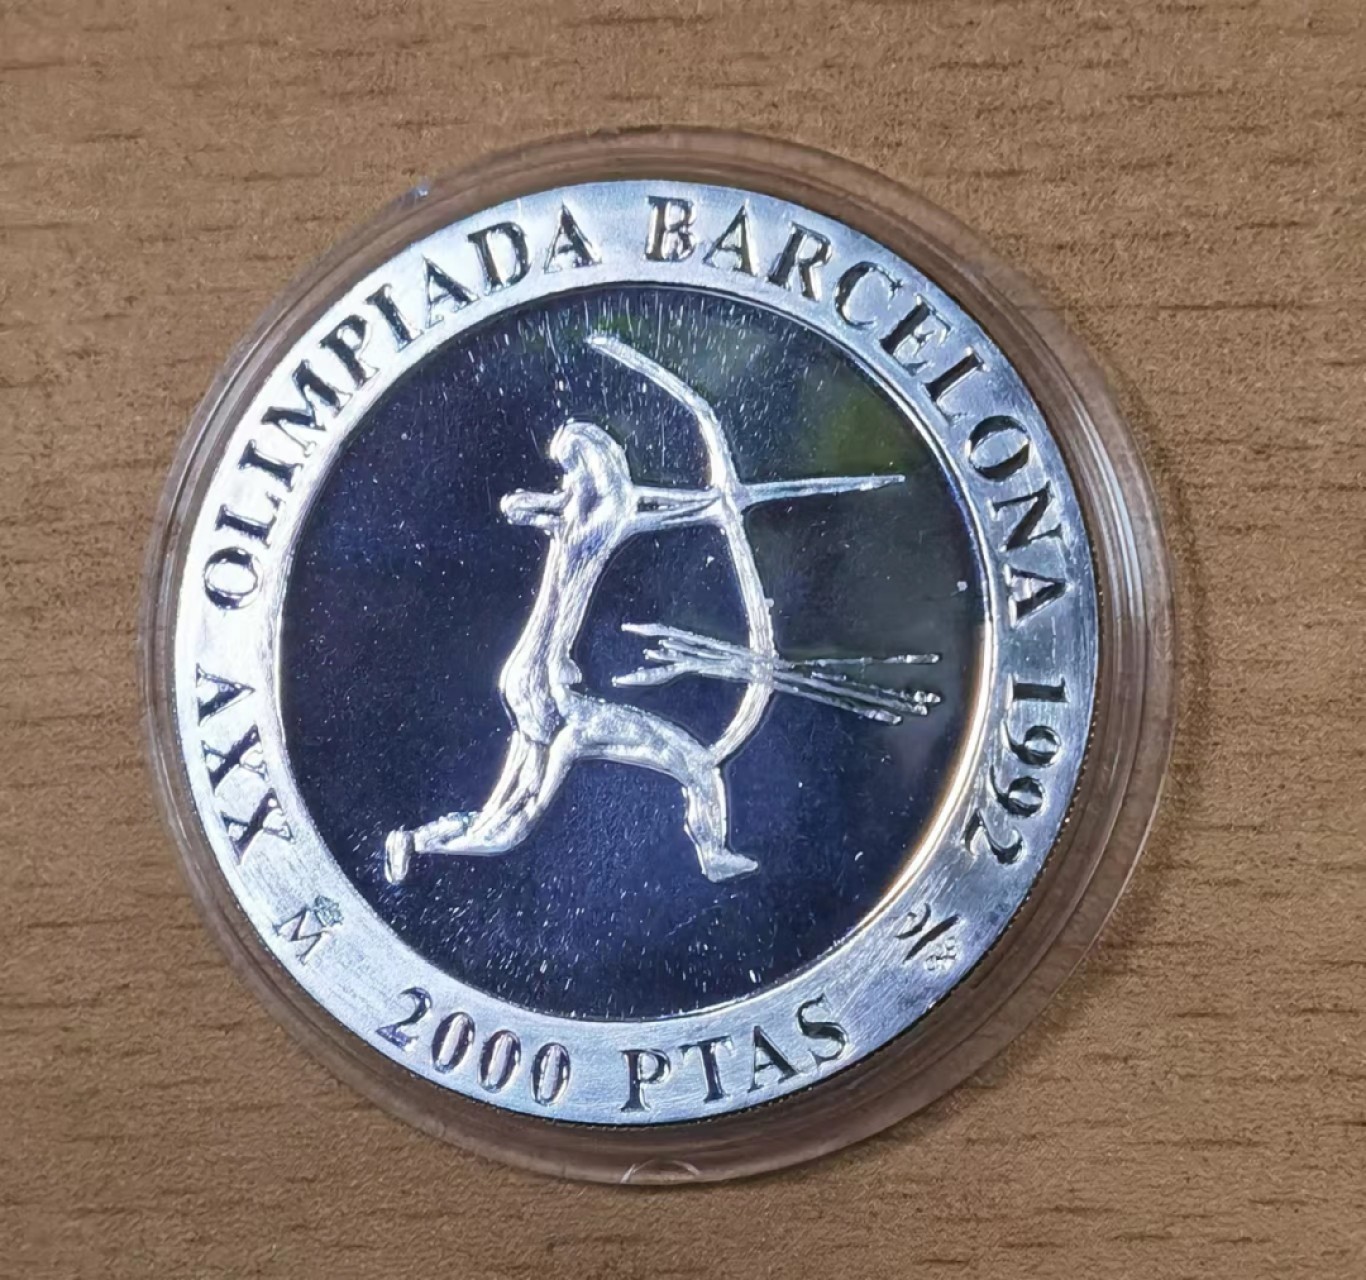 XXV OLIMPIADA BARCELONA 1992
M
2000 PTAS